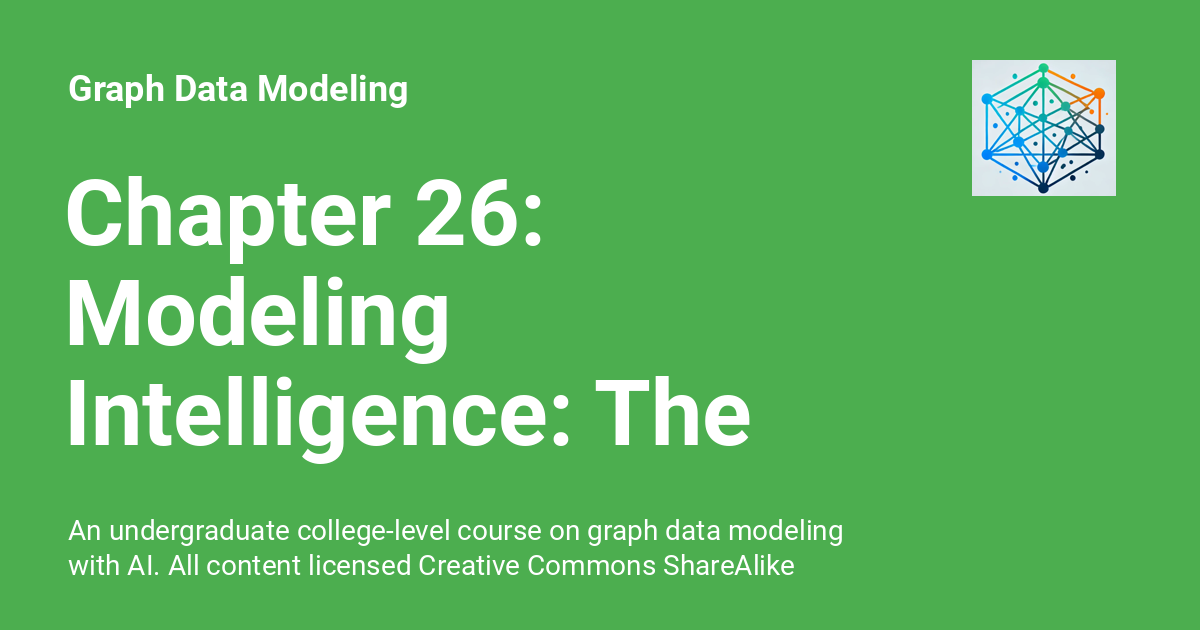 Graph Data Modeling
Chapter 26:
Modeling
Intelligence: The
An undergraduate college-level course on graph data modeling
with AI. All content licensed Creative Commons ShareAlike